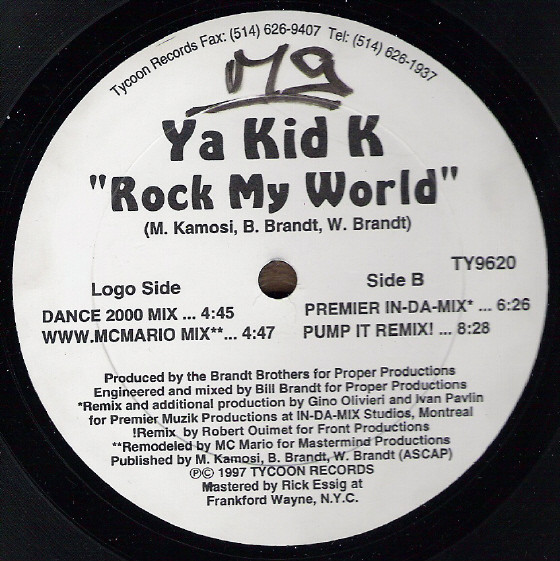 Tycoon Records Fax: (514) 626-9407 Tel: (514) 626-1937
Ya Kid K
"Rock My World"
(M. Kamosi, B. Brandt, W. Brandt)
TY9620
Logo Side
DANCE 2000 MIX ... 4:45
WWW.MCMARIO MIX**... 4:47
Side B
PREMIER IN-DA-MIX* ... 6:26
PUMP IT REMIX! ... 8:28
Produced by the Brandt Brothers for Proper Productions
Engineered and mixed by Bill Brandt for Proper Productions
*Remix and additional production by Gino Olivieri and Ivan Pavlin
for Premier Muzik Productions at IN-DA-MIX Studios, Montreal
!Remix by Robert Ouimet for Front Productions
**Remodeled by MC Mario for Mastermind Productions
Published by M. Kamosi, B. Brandt, W. Brandt (ASCAP)
℗© 1997 TYCOON RECORDS
Mastered by Rick Essig at
Frankford Wayne, N.Y.C.